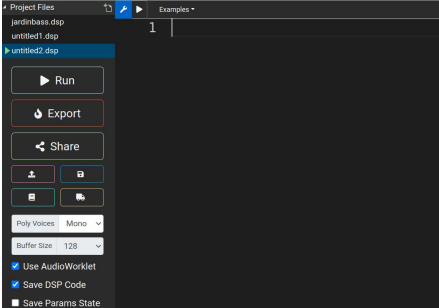 Project Files
Examples
jardinbass.dsp
untitled1.dsp
untitled2.dsp
1
Run
Export
Share
Poly Voices Mono
Buffer Size 128
Use AudioWorklet
Save DSP Code
Save Params State